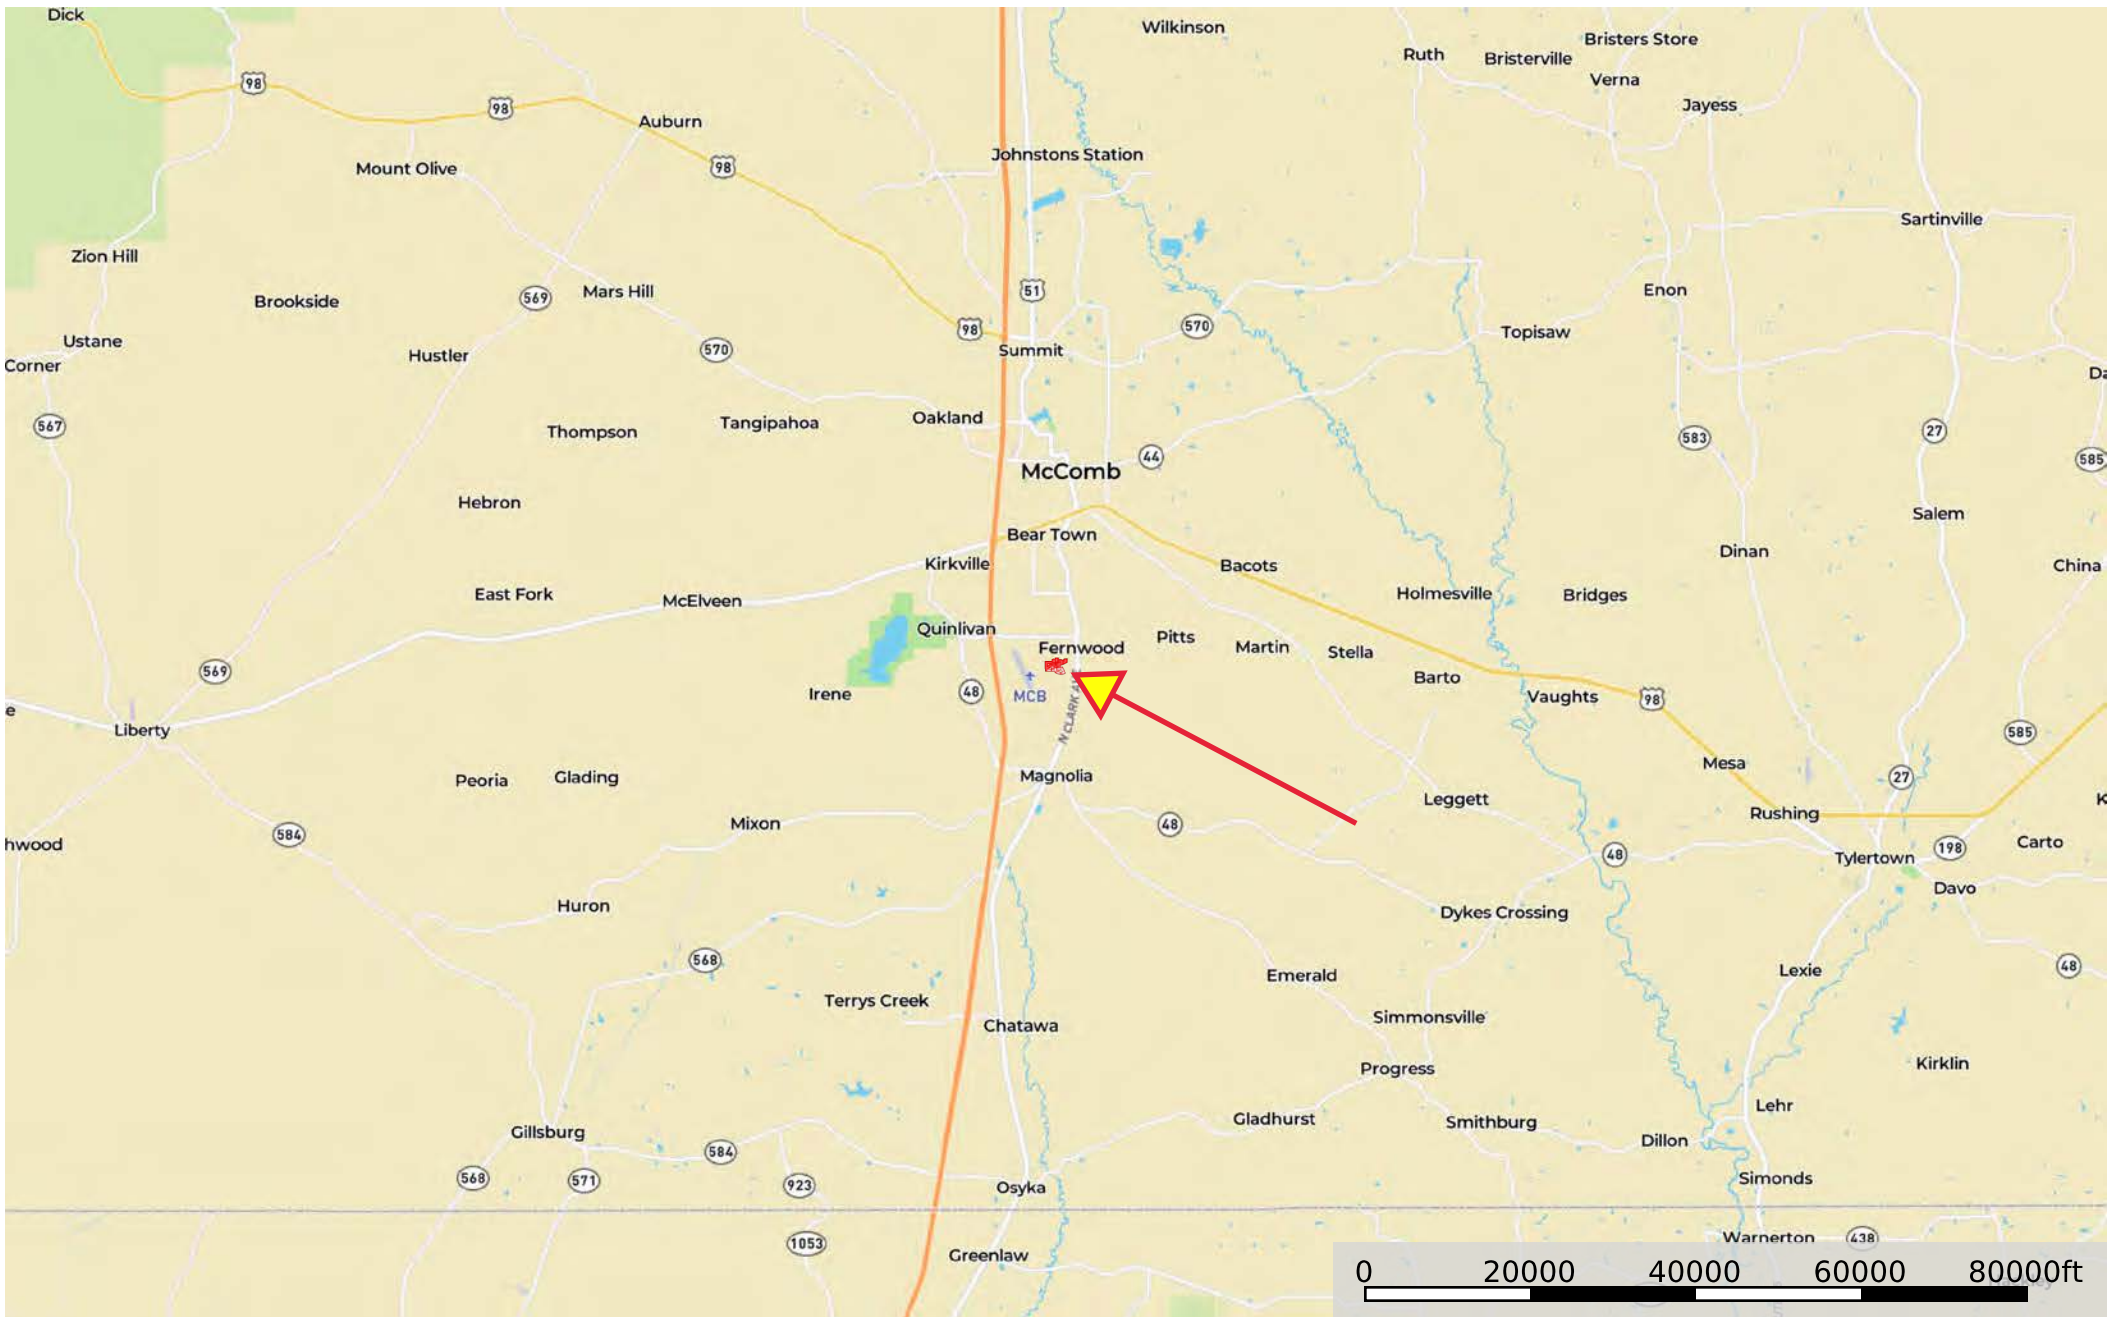 Dick
Wilkinson
Bristers Store
Ruth
Bristerville
Verna
98
98
Jayess
Auburn
Johnstons Station
Mount Olive
98
Sartinville
Zion Hill
Brookside
569
Mars Hill
51
Enon
98
570
Topisaw
Ustane
Hustler
570
Summit
Corner
Da
567
Thompson
Tangipahoa
Oakland
583
27
McComb
44
585
Hebron
Salem
Bear Town
Dinan
Kirkville
Bacots
China
East Fork
McElveen
Holmesville
Bridges
Quinlivan
Fernwood
Pitts
Martin
Stella
569
Irene
48
MCB
N CLARK AVE
Barto
Vaughts
98
e
Liberty
585
Peoria
Glading
Magnolia
Mesa
27
Leggett
K
584
Mixon
48
Rushing
hwood
48
Tylertown
198
Carto
Davo
Huron
Dykes Crossing
568
Emerald
Lexie
48
Terrys Creek
Simmonsville
Chatawa
Progress
Kirklin
Gillsburg
Gladhurst
Smithburg
Lehr
584
Dillon
568
571
923
Osyka
Simonds
1053
Greenlaw
Warnerton
438
0 20000 40000 60000 80000ft